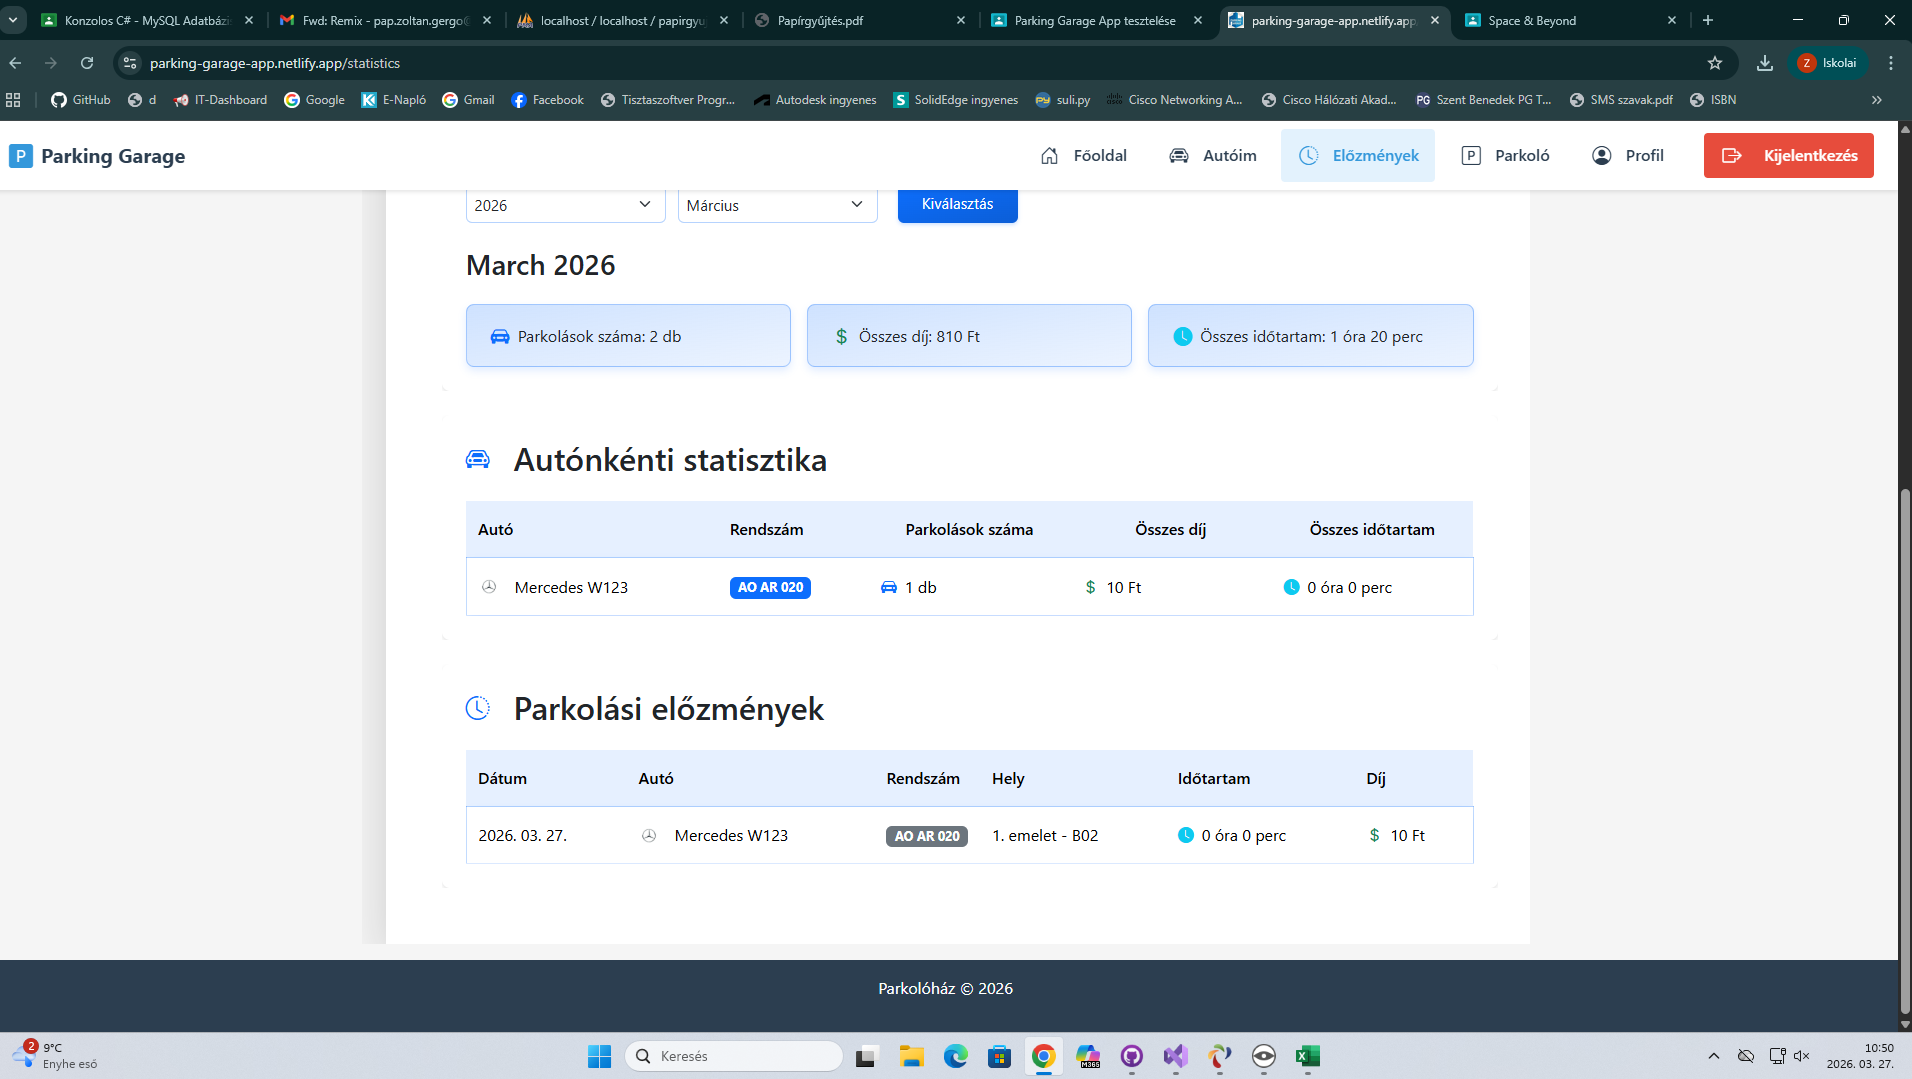 Konzolos C# - MySQL Adatbázi
Fwd: Remix - pap.zoltan.gergo@
localhost / localhost / papirgyu
Papírgyűjtés.pdf
Parking Garage App tesztelése
parking-garage-app.netlify.app
Space & Beyond
parking-garage-app.netlify.app/statistics
Z Iskolai
GitHub
d
IT-Dashboard
Google
E-Napló
Gmail
Facebook
Tisztaszoftver Progr...
Autodesk ingyenes
SolidEdge ingyenes
suli.py
Cisco Networking A...
Cisco Hálózati Akad...
PG Szent Benedek PG T...
SMS szavak.pdf
ISBN
P Parking Garage
Főoldal
Autóim
Előzmények
Parkoló
Profil
Kijelentkezés
2026
Március
Kiválasztás
March 2026
Parkolások száma: 2 db
$ Összes díj: 810 Ft
Összes időtartam: 1 óra 20 perc
Autónkénti statisztika
Autó Rendszám Parkolások száma Összes díj Összes időtartam
Mercedes W123 AO AR 020 1 db $ 10 Ft 0 óra 0 perc
Parkolási előzmények
Dátum Autó Rendszám Hely Időtartam Díj
2026. 03. 27. Mercedes W123 AO AR 020 1. emelet - B02 0 óra 0 perc $ 10 Ft
Parkolóház © 2026
2
9°C
Enyhe eső
Keresés
M365
10:50
2026. 03. 27.